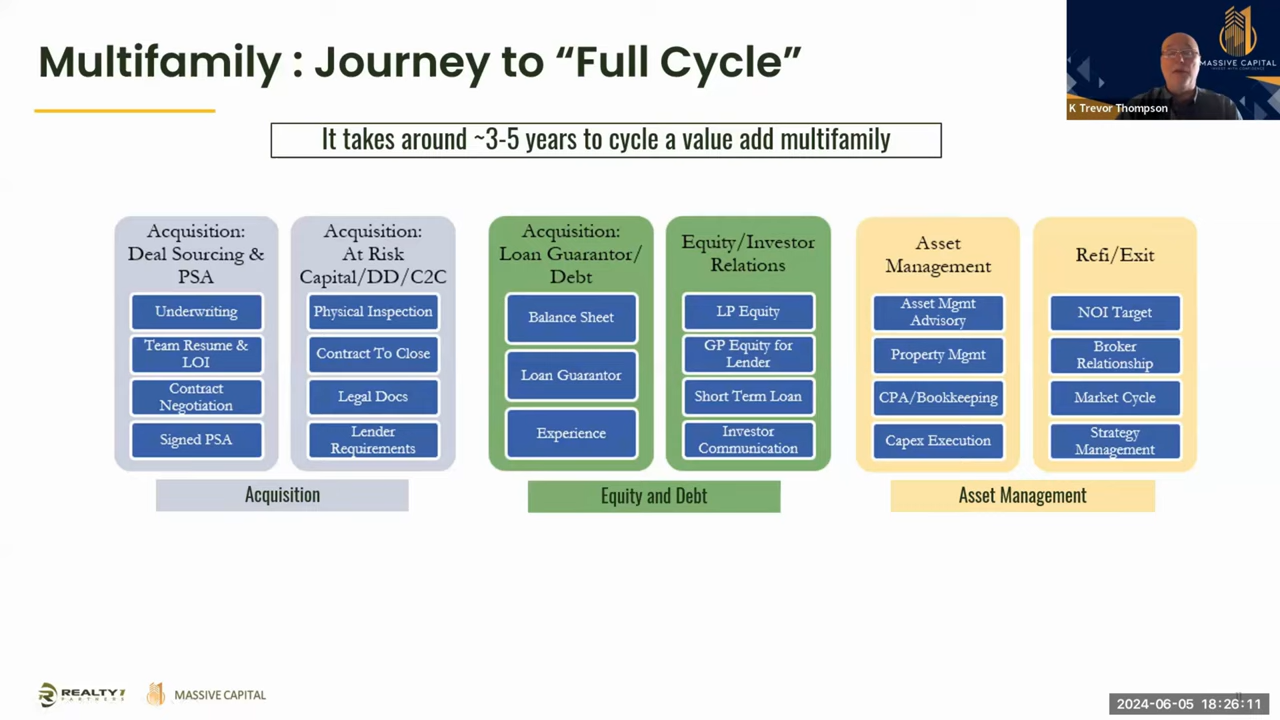 Multifamily : Journey to “Full Cycle”
MASSIVE CAPITAL
K Trevor Thompson
It takes around ~3-5 years to cycle a value add multifamily
Acquisition:
Deal Sourcing &
PSA
Underwriting
Team Resume &
LOI
Contract
Negotiation
Signed PSA
Acquisition:
At Risk
Capital/DD/C2C
Physical Inspection
Contract To Close
Legal Docs
Lender
Requirements
Acquisition
Acquisition:
Loan Guarantor/
Debt
Balance Sheet
Loan Guarantor
Experience
Equity/Investor
Relations
LP Equity
GP Equity for
Lender
Short Term Loan
Investor
Communication
Equity and Debt
Asset
Management
Asset Mgmt
Advisory
Property Mgmt
CPA/Bookkeeping
Capex Execution
Refi/Exit
NOI Target
Broker
Relationship
Market Cycle
Strategy
Management
Asset Management
REALTY
PARTNERS
MASSIVE CAPITAL
2024-06-05 18:26:11